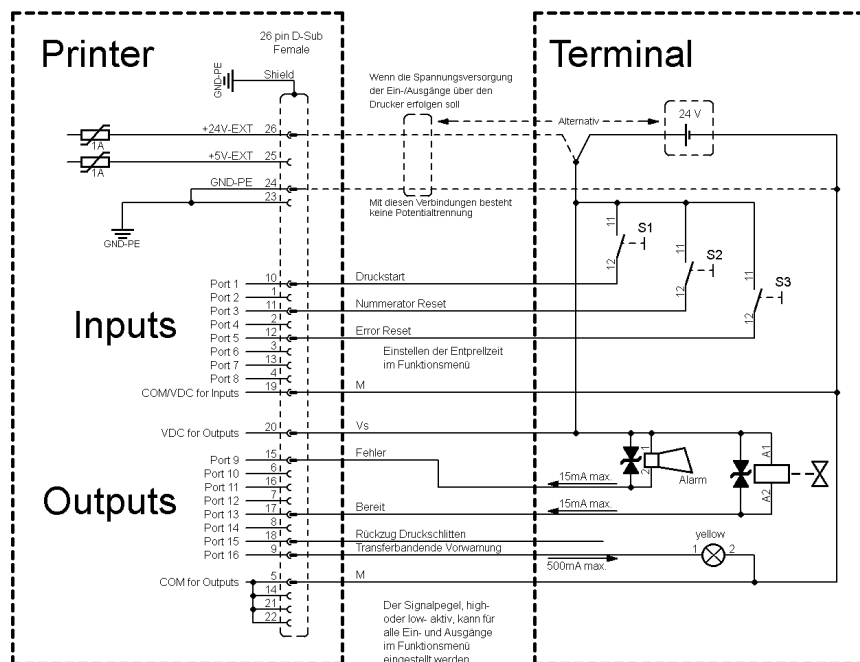 Printer
26 pin D-Sub
Female
Terminal
GND-PE
Shield
Wenn die Spannungsversorgung
der Ein-/Ausgänge über den
Drucker erfolgen soll
Alternativ
24 V
+24V-EXT 26
1A
+5V-EXT 25
1A
GND-PE 24
23
GND-PE
Mit diesen Verbindungen besteht
keine Potentialtrennung
11
12
S1
11
12
S2
11
12
S3
Inputs
Port 1 10 Druckstart
Port 2 1
Port 3 11 Nummerator Reset
Port 4 2
Port 5 12 Error Reset
Port 6 3
Port 7 13
Port 8 4
Einstellen der Entprellzeit
im Funktionsmenü
COM/VDC for Inputs 19 M
VDC for Outputs 20 Vs
Outputs
Port 9 15 Fehler
Port 10 6
Port 11 16
Port 12 7
Port 13 17 Bereit
Port 14 8
Port 15 18 Rückzug Druckschlitten
Port 16 9 Transferbandende Vorwarnung
15mA max.
1
2
Alarm
A1
A2
15mA max.
yellow
1 2
500mA max.
COM for Outputs 5 M
14
21
22
Der Signalpegel, high-
oder low- aktiv, kann für
alle Ein- und Ausgänge
im Funktionsmenü
eingestellt werden